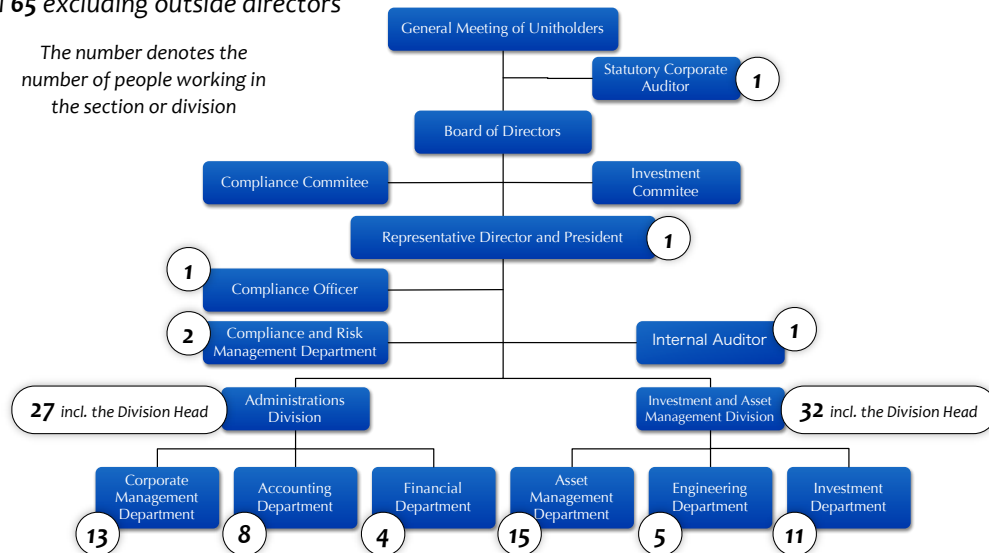 65 excluding outside directors
The number denotes the
number of people working in
the section or division
General Meeting of Unitholders
Statutory Corporate
Auditor
1
Board of Directors
Compliance Commitee
Investment
Commitee
Representative Director and President
1
1
Compliance Officer
2
Compliance and Risk
Management Department
Internal Auditor
1
27 incl. the Division Head
Administrations
Division
Investment and Asset
Management Division
32 incl. the Division Head
Corporate
Management
Department
13
Accounting
Department
8
Financial
Department
4
Asset
Management
Department
15
Engineering
Department
5
Investment
Department
11